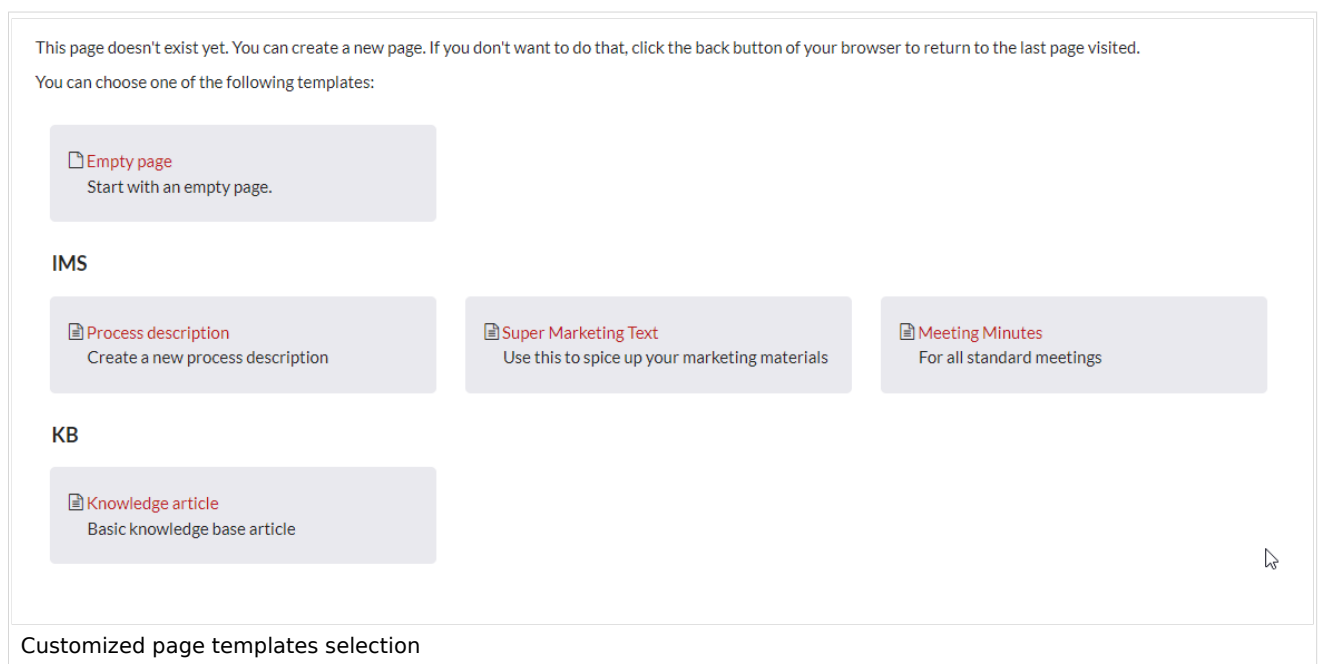 This page doesn't exist yet. You can create a new page. If you don't want to do that, click the back button of your browser to return to the last page visited.
You can choose one of the following templates:
Empty page
Start with an empty page.
IMS
Process description
Create a new process description
Super Marketing Text
Use this to spice up your marketing materials
Meeting Minutes
For all standard meetings
KB
Knowledge article
Basic knowledge base article
Customized page templates selection